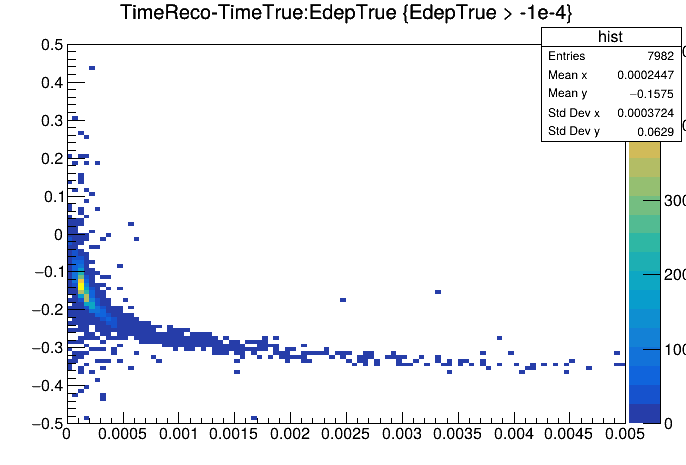 TimeReco-TimeTrue:EdepTrue {EdepTrue > -1e-4}
hist
Entries 7982
Mean x 0.0002447
Mean y −0.1575
Std Dev x 0.0003724
Std Dev y 0.0629
0.5
0.4
0.3
0.2
0.1
0
−0.1
−0.2
−0.3
−0.4
−0.5
0 0.0005 0.001 0.0015 0.002 0.0025 0.003 0.0035 0.004 0.0045 0.005
300
200
100
0